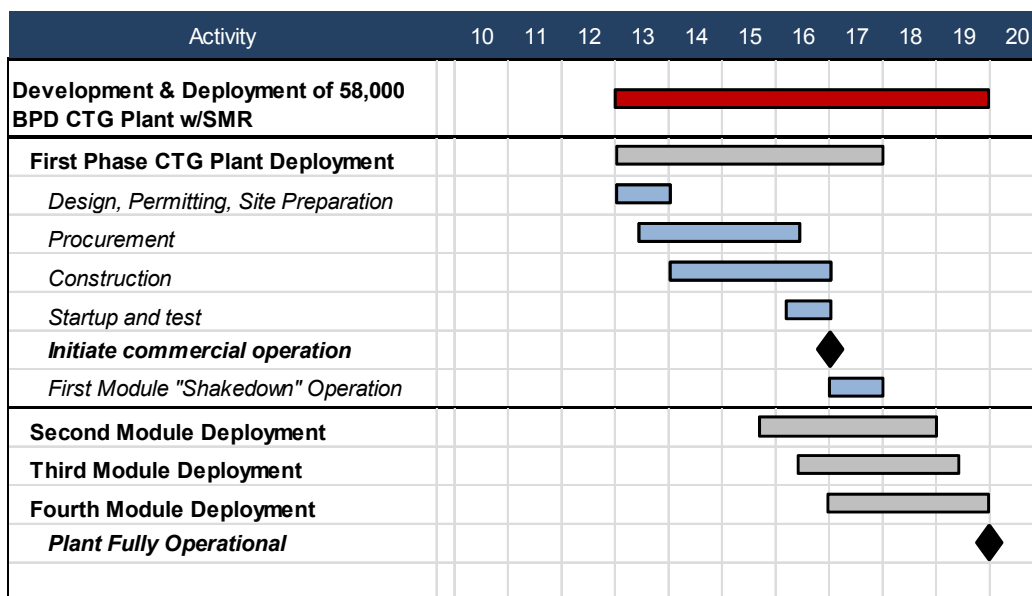 Activity 10 11 12 13 14 15 16 17 18 19 20
Development & Deployment of 58,000
BPD CTG Plant w/SMR
First Phase CTG Plant Deployment
Design, Permitting, Site Preparation
Procurement
Construction
Startup and test
Initiate commercial operation
First Module "Shakedown" Operation
Second Module Deployment
Third Module Deployment
Fourth Module Deployment
Plant Fully Operational